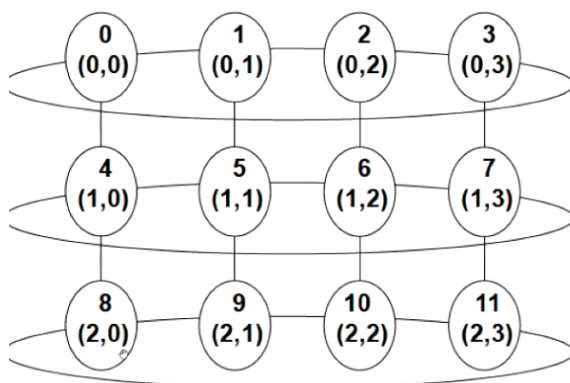 0 1 2 3
(0,0) (0,1) (0,2) (0,3)
4 5 6 7
(1,0) (1,1) (1,2) (1,3)
8 9 10 11
(2,0) (2,1) (2,2) (2,3)